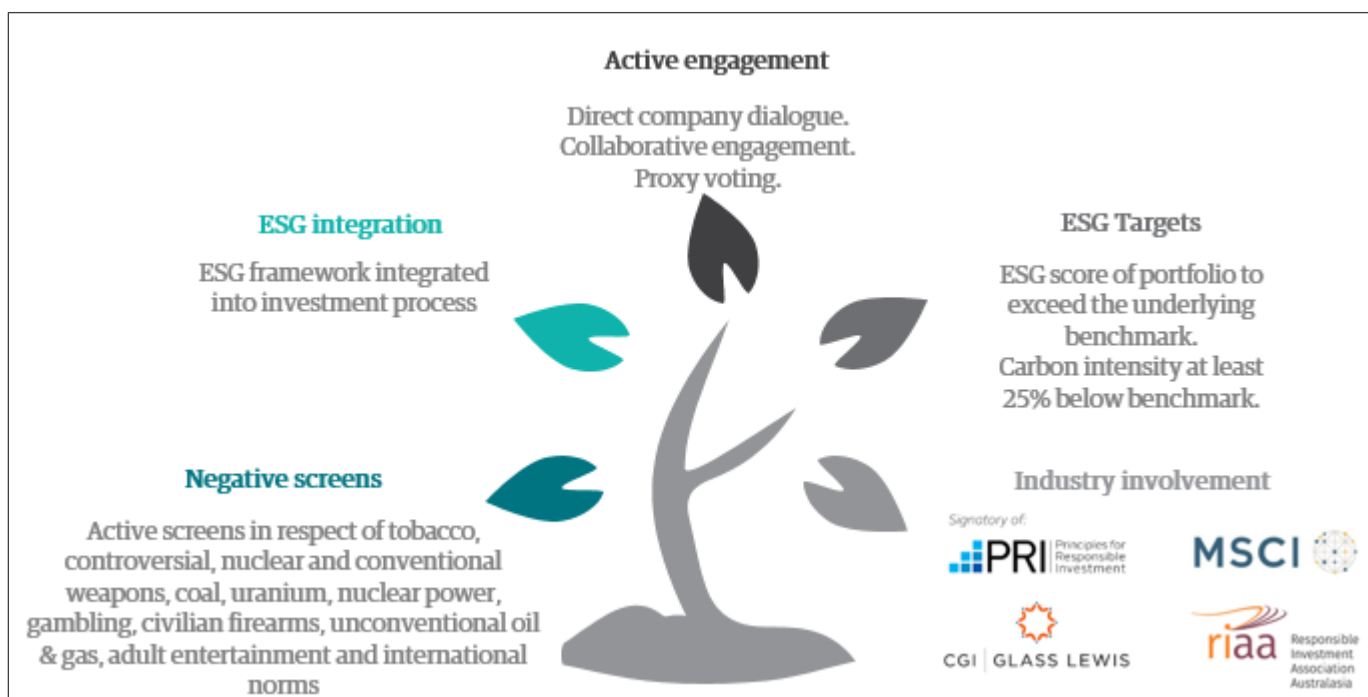 Active engagement
Direct company dialogue.
Collaborative engagement.
Proxy voting.
ESG integration
ESG framework integrated
into investment process
ESG Targets
ESG score of portfolio to
exceed the underlying
benchmark.
Carbon intensity at least
25% below benchmark.
Negative screens
Active screens in respect of tobacco,
controversial, nuclear and conventional
weapons, coal, uranium, nuclear power,
gambling, civilian firearms, unconventional oil
& gas, adult entertainment and international
norms
Industry involvement
Signatory of:
PRI
Principles for
Responsible
Investment
MSCI
CGI | GLASS LEWIS
riaa
Responsible
Investment
Association
Australasia